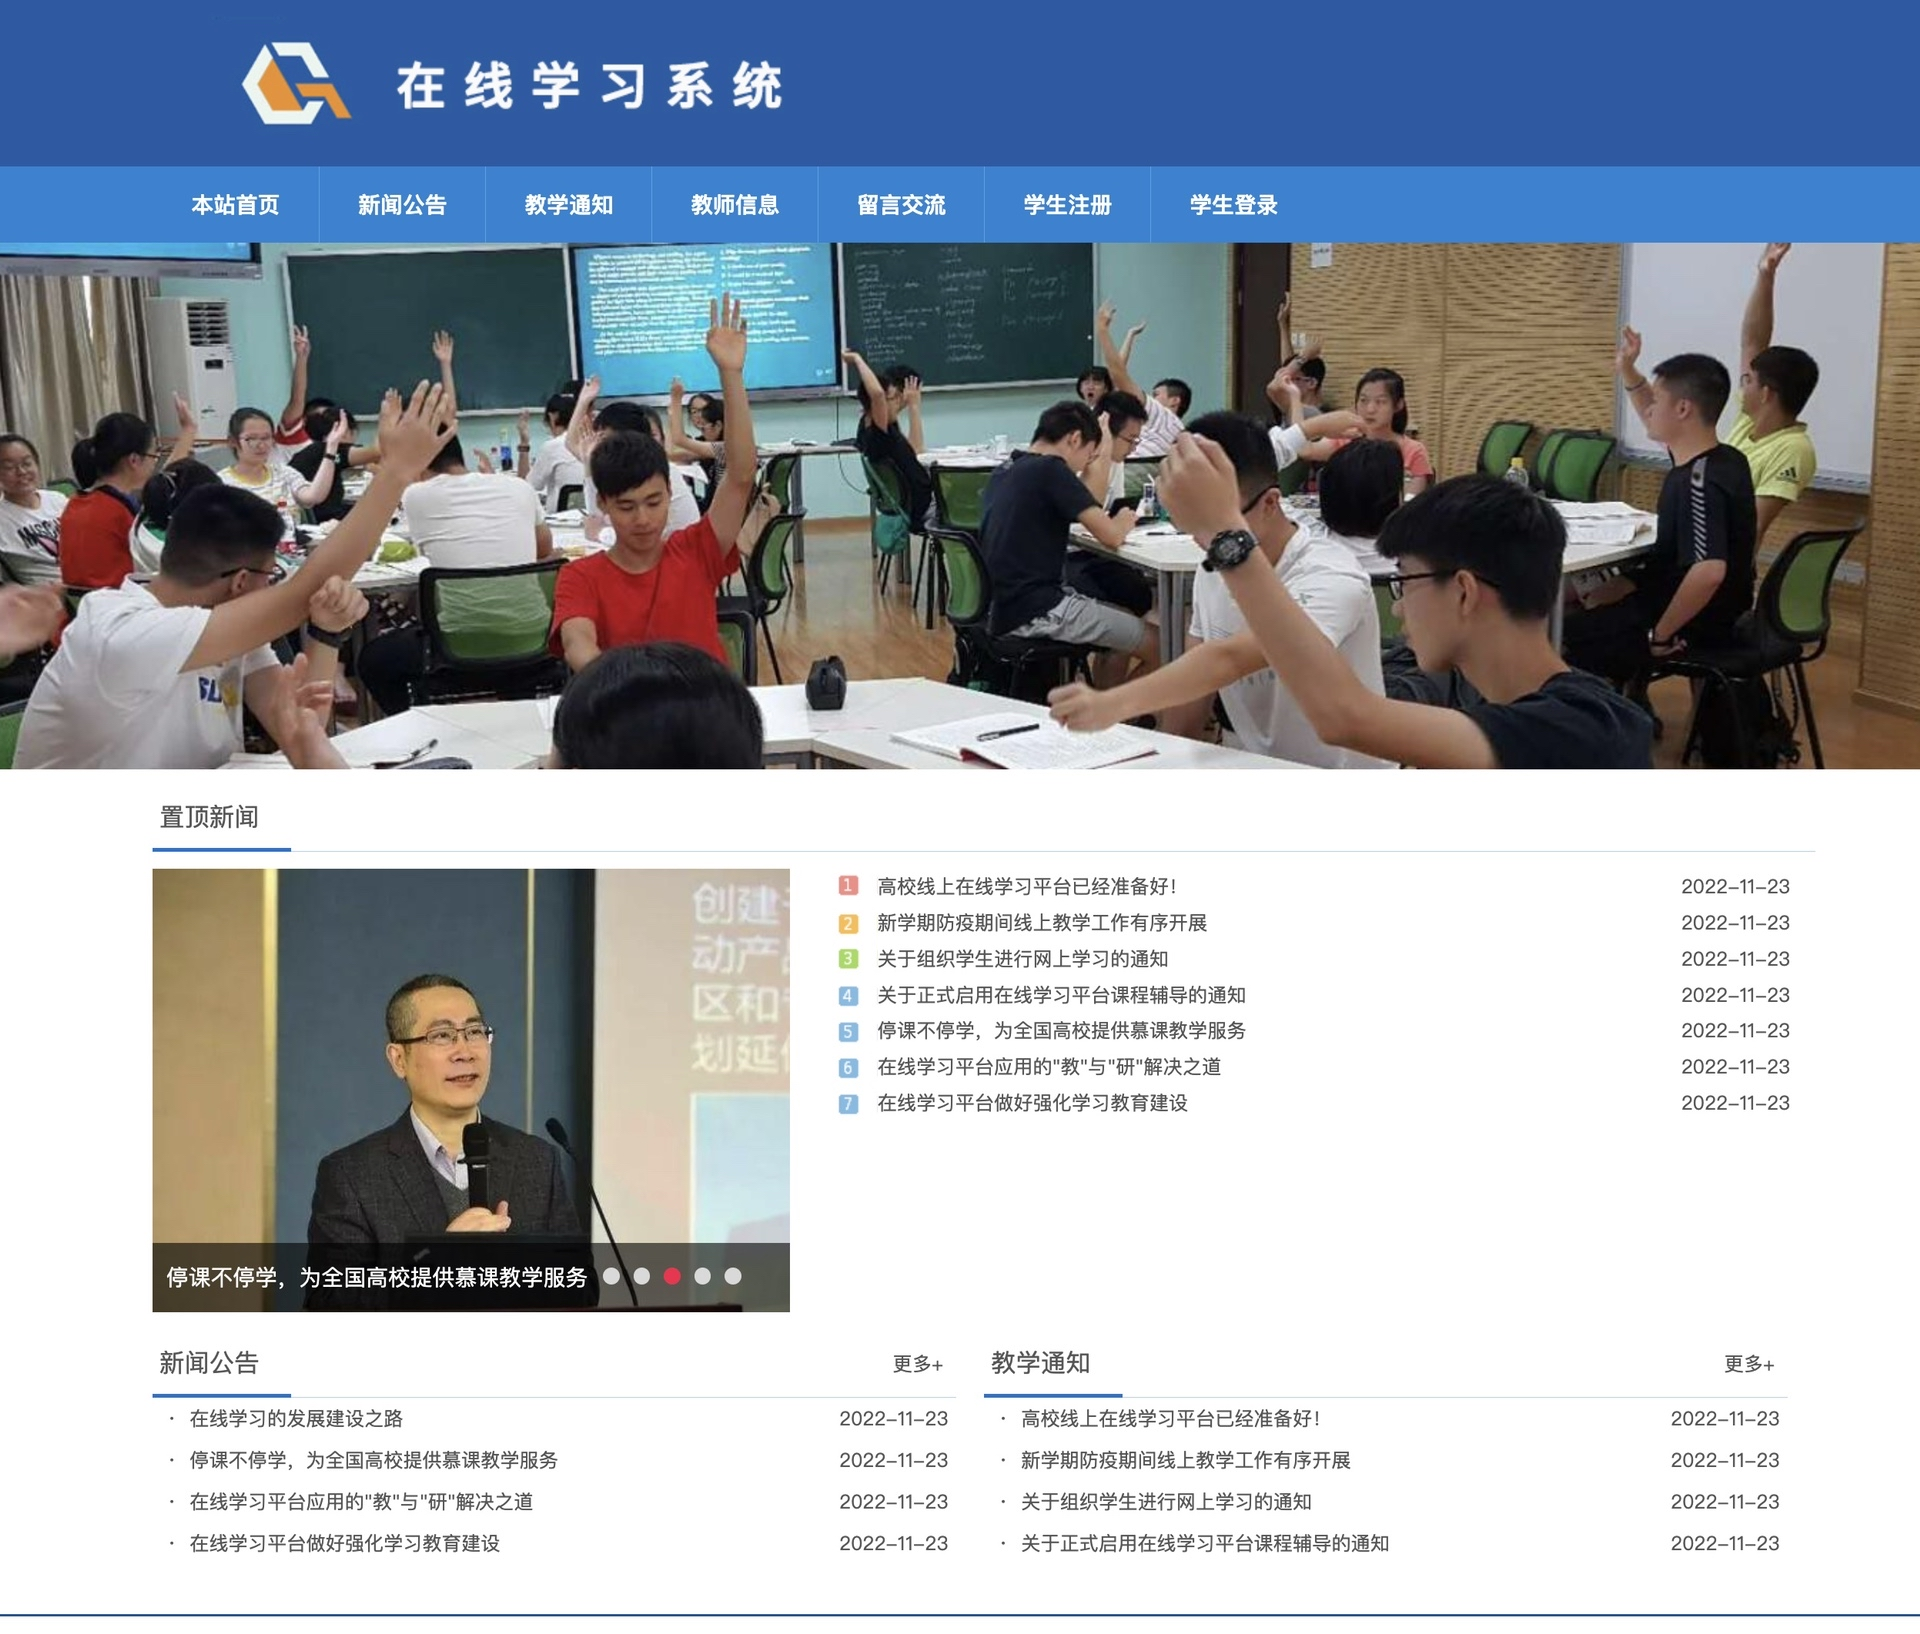 在线学习系统
本站首页 新闻公告 教学通知 教师信息 留言交流 学生注册 学生登录
置顶新闻
创建
动产品
区和
划延
停课不停学，为全国高校提供慕课教学服务
1 高校线上在线学习平台已经准备好！ 2022-11-23
2 新学期防疫期间线上教学工作有序开展 2022-11-23
3 关于组织学生进行网上学习的通知 2022-11-23
4 关于正式启用在线学习平台课程辅导的通知 2022-11-23
5 停课不停学，为全国高校提供慕课教学服务 2022-11-23
6 在线学习平台应用的"教"与"研"解决之道 2022-11-23
7 在线学习平台做好强化学习教育建设 2022-11-23
新闻公告 更多+
· 在线学习的发展建设之路 2022-11-23
· 停课不停学，为全国高校提供慕课教学服务 2022-11-23
· 在线学习平台应用的"教"与"研"解决之道 2022-11-23
· 在线学习平台做好强化学习教育建设 2022-11-23
教学通知 更多+
· 高校线上在线学习平台已经准备好！ 2022-11-23
· 新学期防疫期间线上教学工作有序开展 2022-11-23
· 关于组织学生进行网上学习的通知 2022-11-23
· 关于正式启用在线学习平台课程辅导的通知 2022-11-23